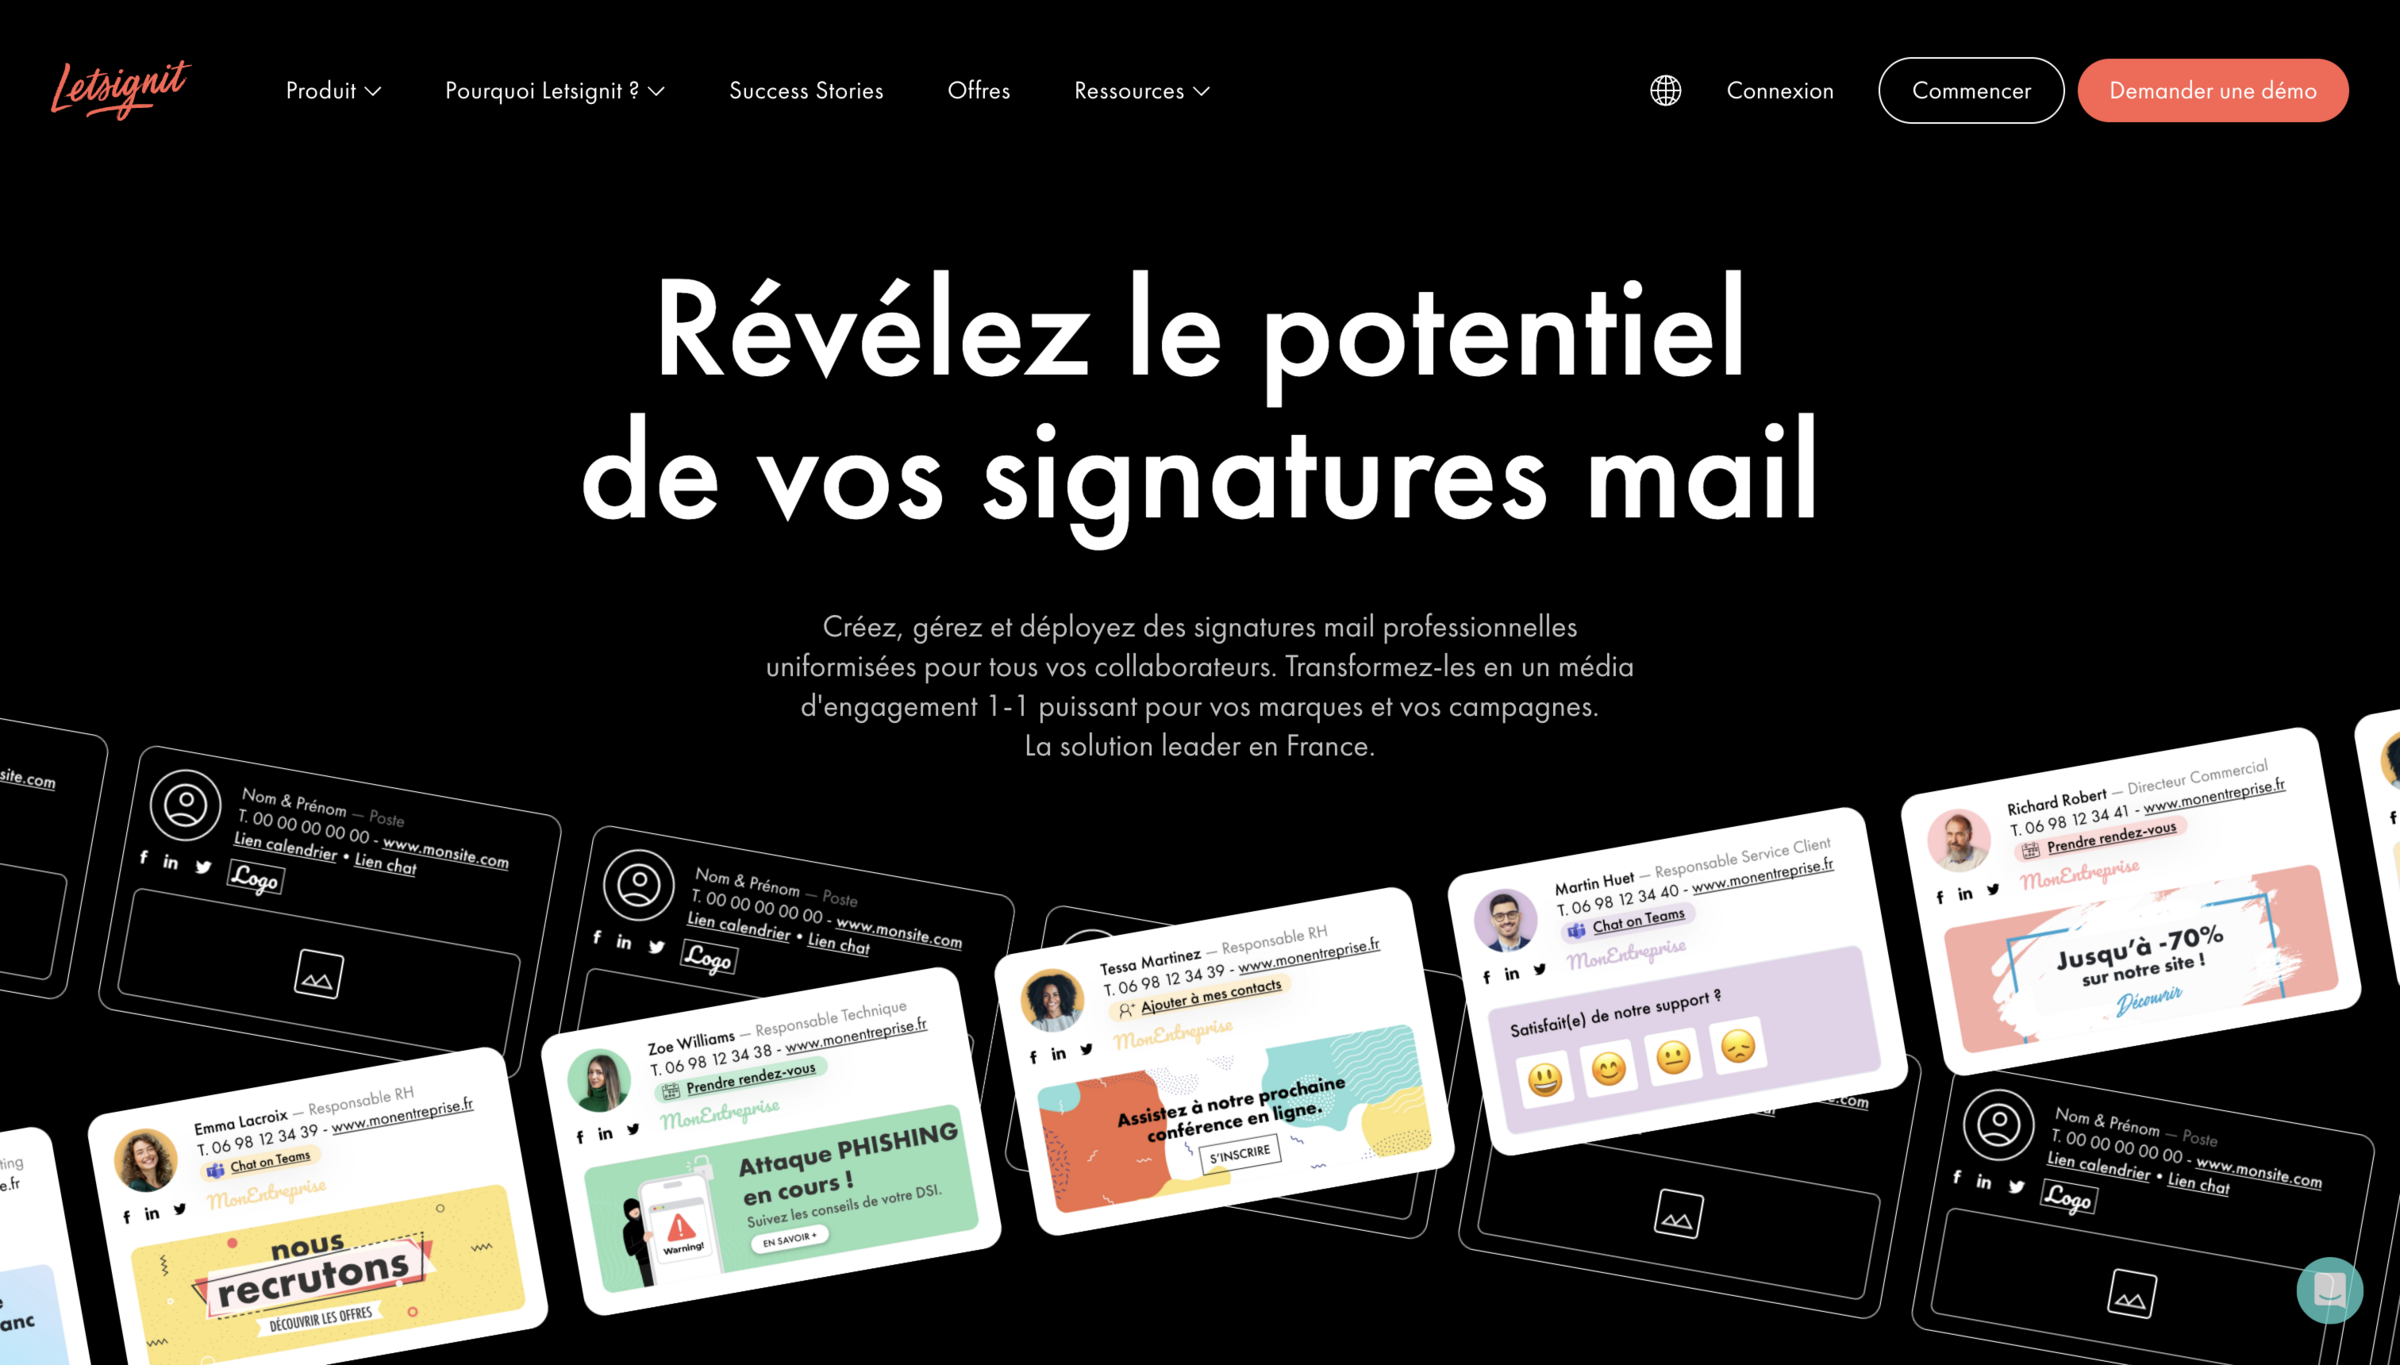 Letsignit
Produit
Pourquoi Letsignit ?
Success Stories
Offres
Ressources
Connexion
Commencer
Demander une démo
Révélez le potentiel
de vos signatures mail
Créez, gérez et déployez des signatures mail professionnelles
uniformisées pour tous vos collaborateurs. Transformez-les en un média
d'engagement 1-1 puissant pour vos marques et vos campagnes.
La solution leader en France.
site.com
Nom & Prénom — Poste
T. 00 00 00 00 00 - www.monsite.com
Lien calendrier • Lien chat
Logo
Nom & Prénom — Poste
T. 00 00 00 00 00 - www.monsite.com
Lien calendrier • Lien chat
Logo
Emma Lacroix — Responsable RH
T. 06 98 12 34 39 - www.monentreprise.fr
Chat on Teams
MonEntreprise
nous
recrutons
DÉCOUVRIR LES OFFRES
Zoe Williams — Responsable Technique
T. 06 98 12 34 38 - www.monentreprise.fr
Prendre rendez-vous
MonEntreprise
Attaque PHISHING
en cours !
Suivez les conseils de votre DSI.
EN SAVOIR +
Warning!
Tessa Martinez — Responsable RH
T. 06 98 12 34 39 - www.monentreprise.fr
Ajouter à mes contacts
MonEntreprise
Assistez à notre prochaine
conférence en ligne.
S'INSCRIRE
Martin Huet — Responsable Service Client
T. 06 98 12 34 40 - www.monentreprise.fr
Chat on Teams
MonEntreprise
Satisfait(e) de notre support ?
Richard Robert — Directeur Commercial
T. 06 98 12 34 41 - www.monentreprise.fr
Prendre rendez-vous
MonEntreprise
Jusqu'à -70%
sur notre site !
Découvrir
Nom & Prénom — Poste
T. 00 00 00 00 00 - www.monsite.com
Lien calendrier • Lien chat
Logo